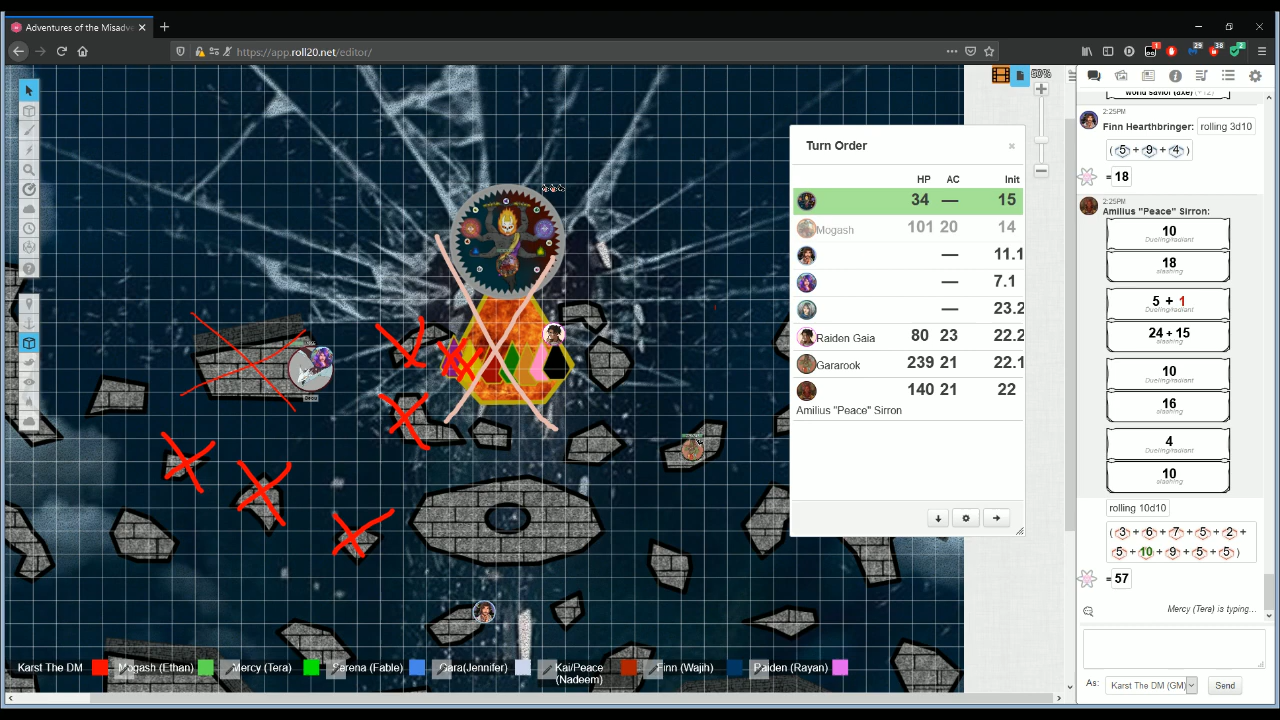 Adventures of the Misadve
https://app.roll20.net/editor/
Turn Order
HP AC Init
34 — 15
Mogash 101 20 14
— 11.1
— 7.1
— 23.2
Raiden Gaia 80 23 22.2
Gararook 239 21 22.1
140 21 22
Amilius "Peace" Sirron
world savior (axe) (+12)
2:25PM
Finn Hearthbringer: rolling 3d10
(5+9+4)
= 18
2:25PM
Amilius "Peace" Sirron:
10
Dueling/radiant
18
slashing
5 + 1
Dueling/radiant
24 + 15
slashing
10
Dueling/radiant
16
slashing
4
Dueling/radiant
10
slashing
rolling 10d10
(3+6+7+5+2+
5+10+9+5+5)
= 57
Mercy (Tera) is typing...
As: Karst The DM (GM) Send
Karst The DM Mogash (Ethan) Mercy (Tera) Serena (Fable) Gara(Jennifer) Kai/Peace Finn (Wajih) Raiden (Rayan)
(Nadeem)